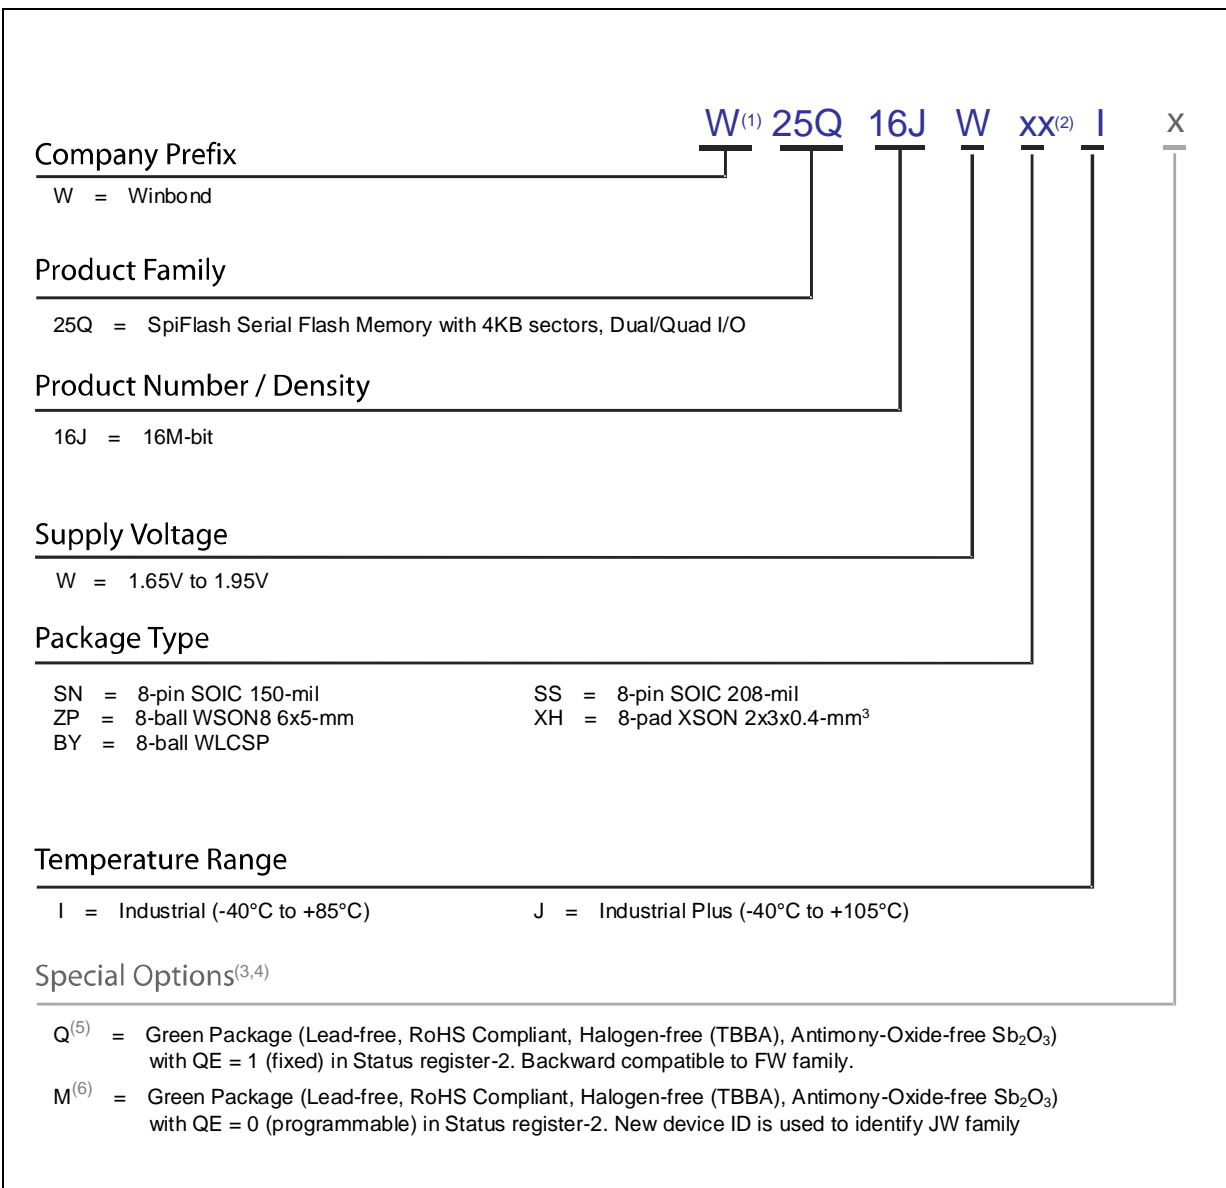 W(1) 25Q 16J W xx(2) I x
Company Prefix
W = Winbond
Product Family
25Q = SpiFlash Serial Flash Memory with 4KB sectors, Dual/Quad I/O
Product Number / Density
16J = 16M-bit
Supply Voltage
W = 1.65V to 1.95V
Package Type
SN = 8-pin SOIC 150-mil SS = 8-pin SOIC 208-mil
ZP = 8-ball WSON8 6x5-mm XH = 8-pad XSON 2x3x0.4-mm³
BY = 8-ball WLCSP
Temperature Range
I = Industrial (-40°C to +85°C) J = Industrial Plus (-40°C to +105°C)
Special Options(3,4)
Q(5) = Green Package (Lead-free, RoHS Compliant, Halogen-free (TBBA), Antimony-Oxide-free Sb₂O₃)
with QE = 1 (fixed) in Status register-2. Backward compatible to FW family.
M(6) = Green Package (Lead-free, RoHS Compliant, Halogen-free (TBBA), Antimony-Oxide-free Sb₂O₃)
with QE = 0 (programmable) in Status register-2. New device ID is used to identify JW family